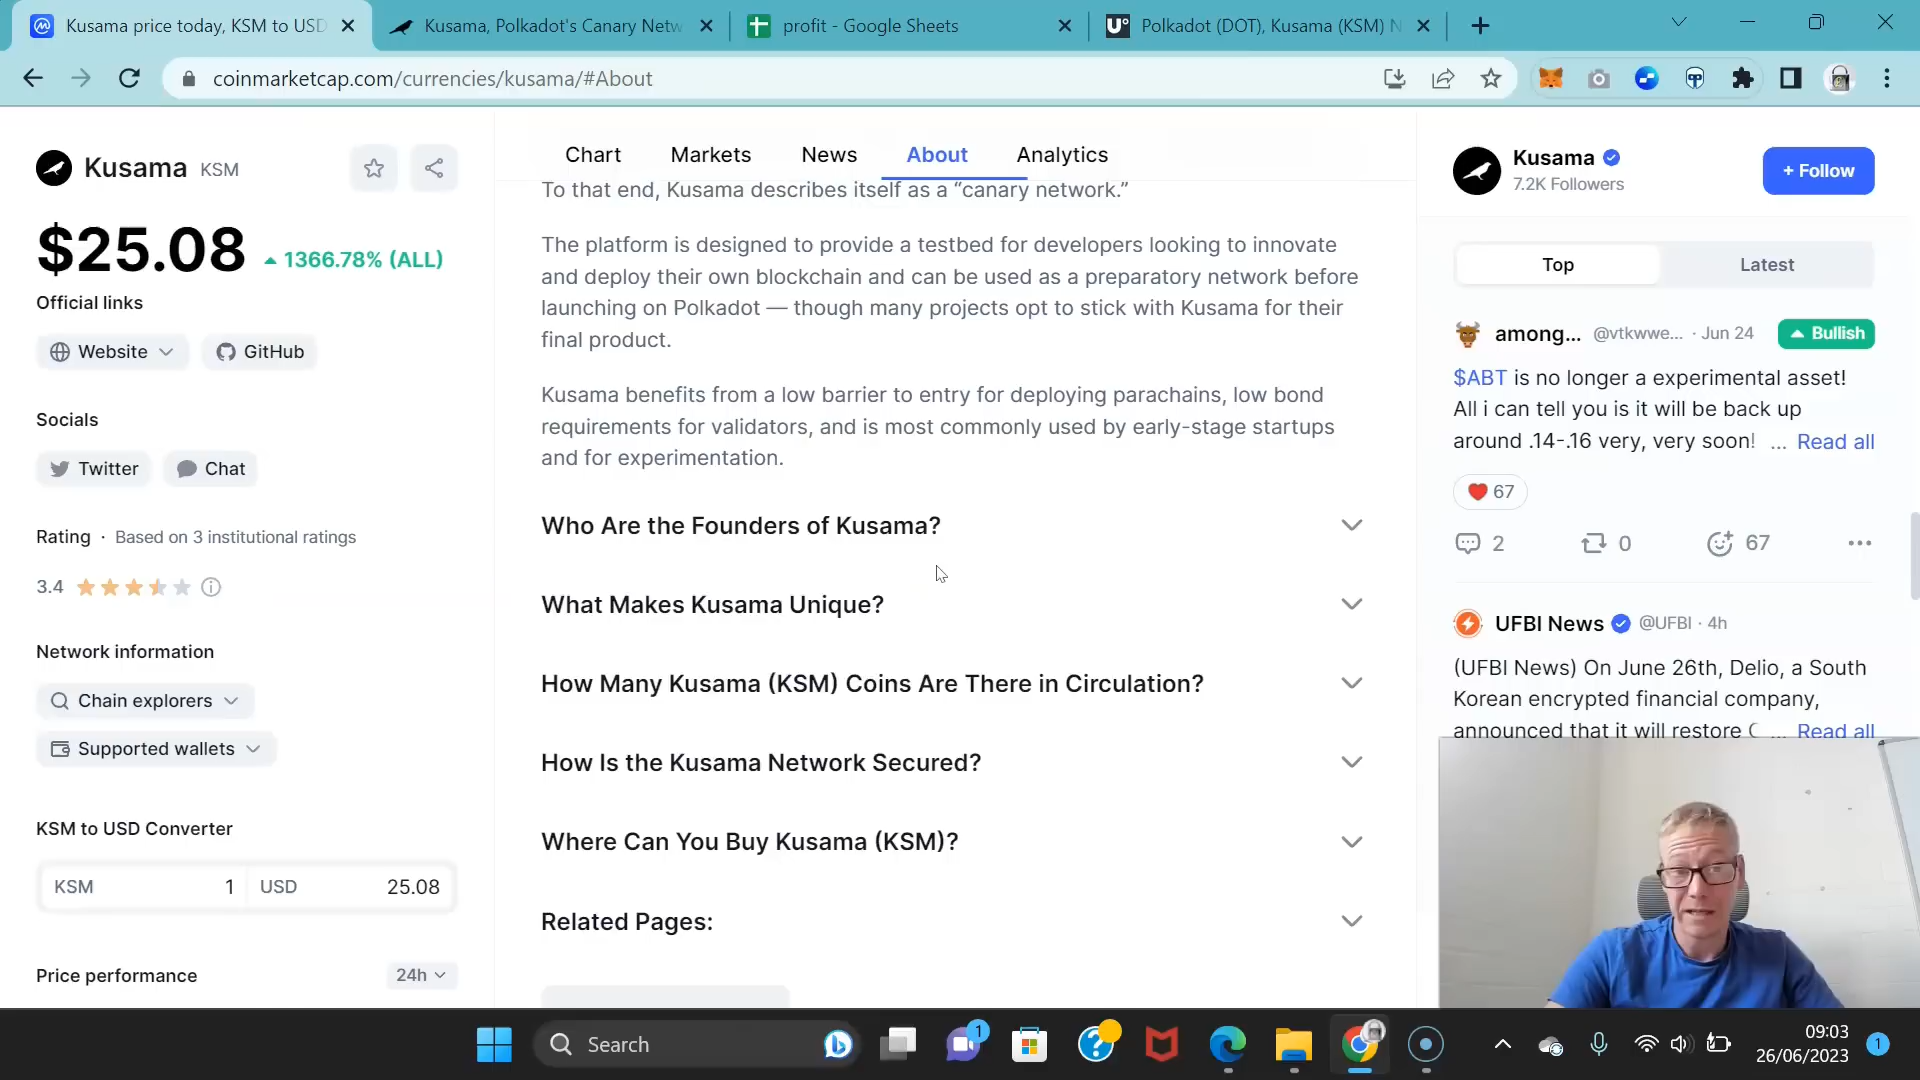 Kusama price today, KSM to USD
Kusama, Polkadot's Canary Netw
profit - Google Sheets
Polkadot (DOT), Kusama (KSM) N
coinmarketcap.com/currencies/kusama/#About
Kusama KSM
$25.08 1366.78% (ALL)
Official links
Website
GitHub
Socials
Twitter
Chat
Rating · Based on 3 institutional ratings
3.4
Network information
Chain explorers
Supported wallets
KSM to USD Converter
KSM 1 USD 25.08
Price performance 24h
Chart Markets News About Analytics
To that end, Kusama describes itself as a “canary network.”
The platform is designed to provide a testbed for developers looking to innovate
and deploy their own blockchain and can be used as a preparatory network before
launching on Polkadot — though many projects opt to stick with Kusama for their
final product.
Kusama benefits from a low barrier to entry for deploying parachains, low bond
requirements for validators, and is most commonly used by early-stage startups
and for experimentation.
Who Are the Founders of Kusama?
What Makes Kusama Unique?
How Many Kusama (KSM) Coins Are There in Circulation?
How Is the Kusama Network Secured?
Where Can You Buy Kusama (KSM)?
Related Pages:
Kusama
7.2K Followers
+ Follow
Top Latest
among... @vtkwwe... · Jun 24 Bullish
$ABT is no longer a experimental asset!
All i can tell you is it will be back up
around .14-.16 very, very soon! ... Read all
67
2 0 67
UFBI News @UFBI · 4h
(UFBI News) On June 26th, Delio, a South
Korean encrypted financial company,
announced that it will restore ... Read all
Search
1
09:03
26/06/2023
1